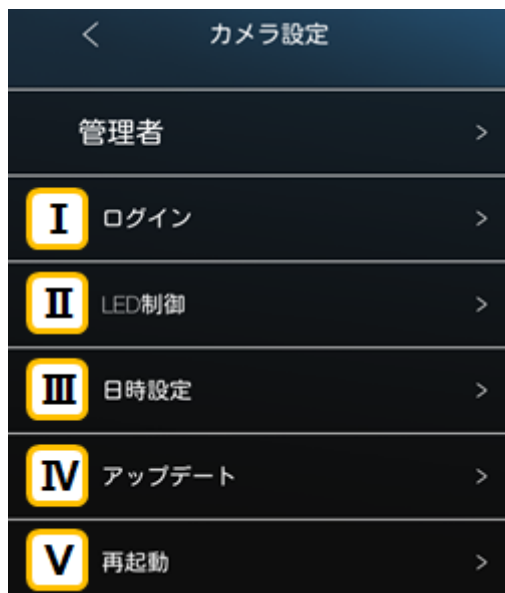 < カメラ設定
管理者 >
Ⅰ ログイン >
Ⅱ LED制御 >
Ⅲ 日時設定 >
Ⅳ アップデート >
Ⅴ 再起動 >